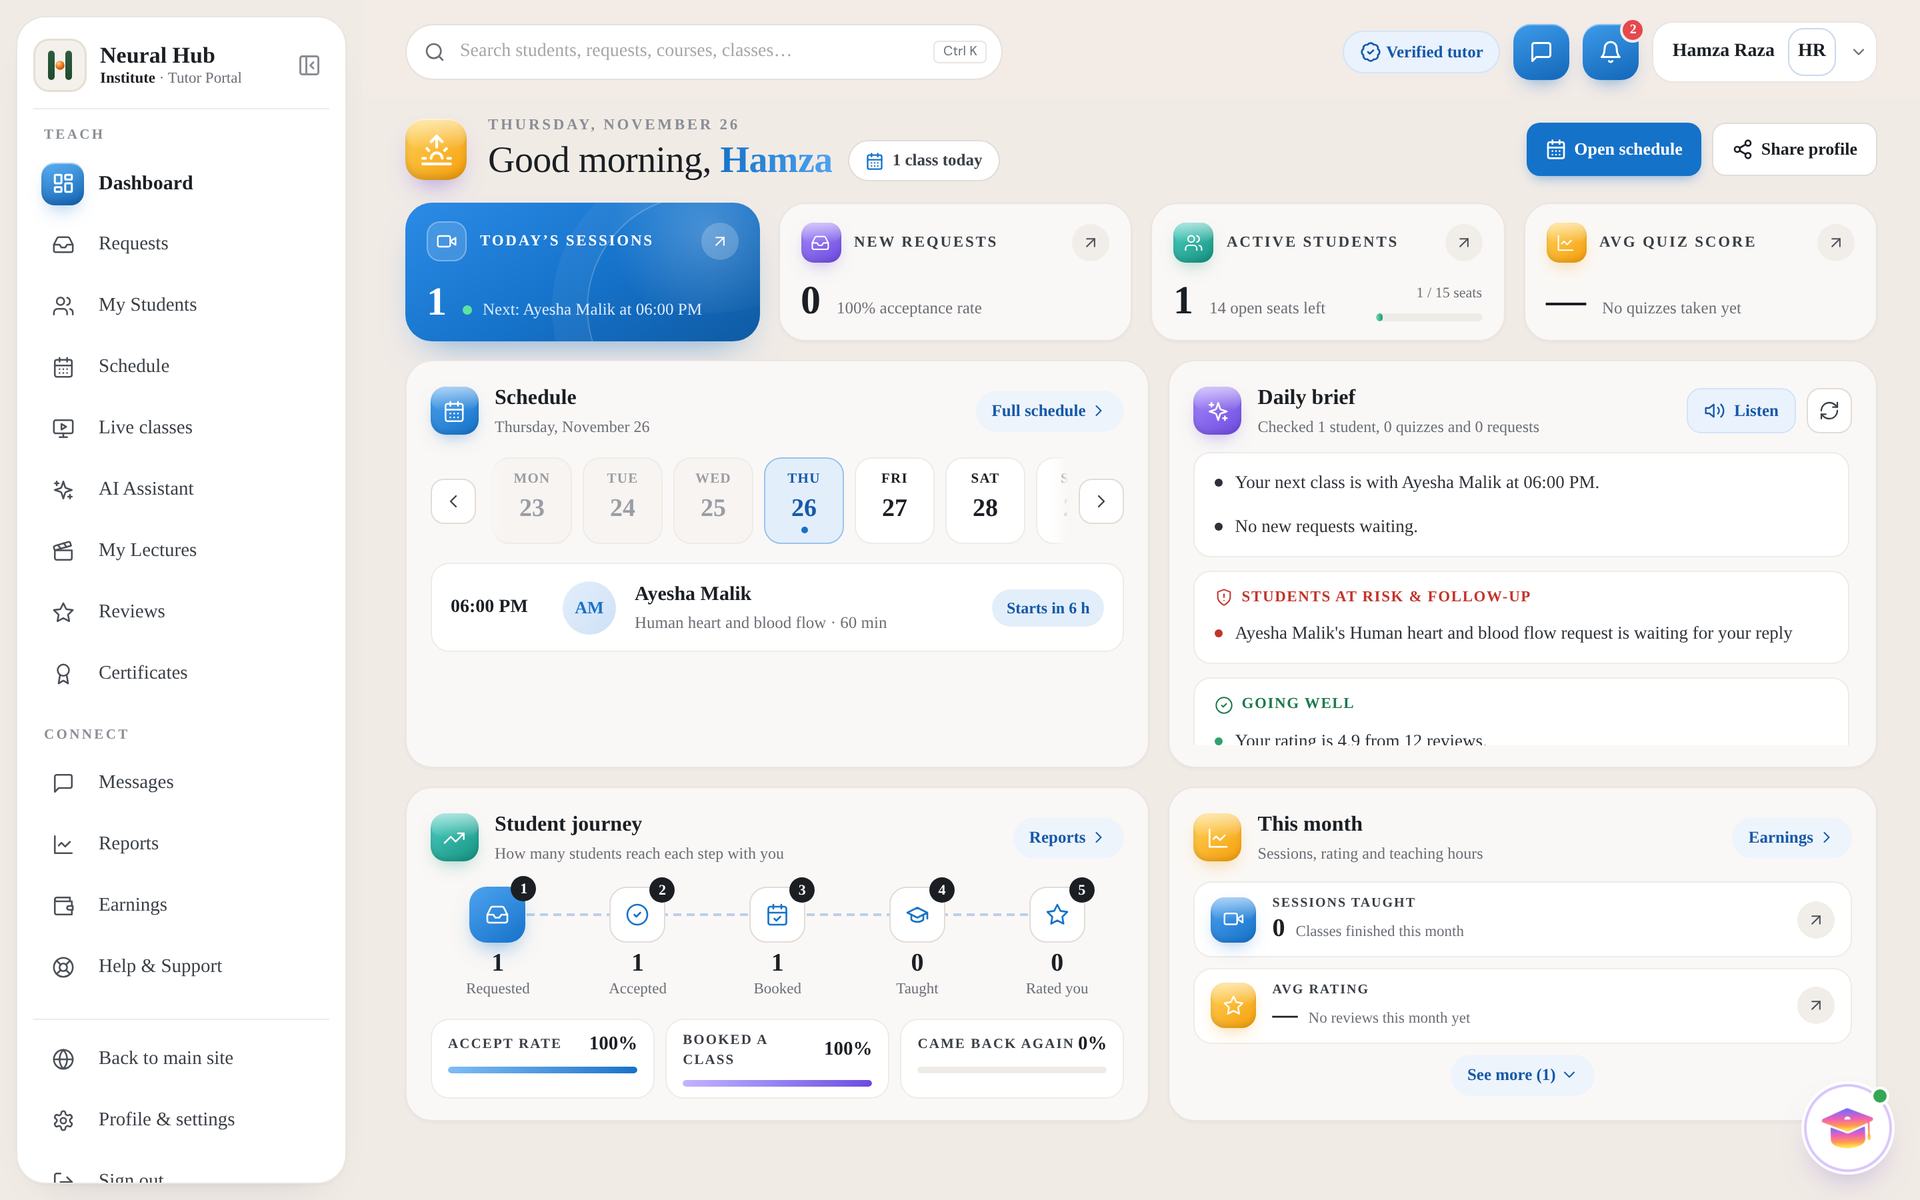 Neural Hub
Institute · Tutor Portal
TEACH
Dashboard
Requests
My Students
Schedule
Live classes
AI Assistant
My Lectures
Reviews
Certificates
CONNECT
Messages
Reports
Earnings
Help & Support
Back to main site
Profile & settings
Sign out
Search students, requests, courses, classes…
Ctrl K
Verified tutor
2
Hamza Raza
HR
THURSDAY, NOVEMBER 26
Good morning, Hamza
1 class today
Open schedule
Share profile
TODAY’S SESSIONS
1
Next: Ayesha Malik at 06:00 PM
NEW REQUESTS
0
100% acceptance rate
ACTIVE STUDENTS
1
14 open seats left
1 / 15 seats
AVG QUIZ SCORE
—
No quizzes taken yet
Schedule
Thursday, November 26
Full schedule
MON
23
TUE
24
WED
25
THU
26
FRI
27
SAT
28
06:00 PM
AM
Ayesha Malik
Human heart and blood flow · 60 min
Starts in 6 h
Daily brief
Checked 1 student, 0 quizzes and 0 requests
Listen
Your next class is with Ayesha Malik at 06:00 PM.
No new requests waiting.
STUDENTS AT RISK & FOLLOW-UP
Ayesha Malik's Human heart and blood flow request is waiting for your reply
GOING WELL
Your rating is 4.9 from 12 reviews.
Student journey
How many students reach each step with you
Reports
1
1
Requested
2
1
Accepted
3
1
Booked
4
0
Taught
5
0
Rated you
ACCEPT RATE
100%
BOOKED A
CLASS
100%
CAME BACK AGAIN 0%
This month
Sessions, rating and teaching hours
Earnings
SESSIONS TAUGHT
0 Classes finished this month
AVG RATING
— No reviews this month yet
See more (1)